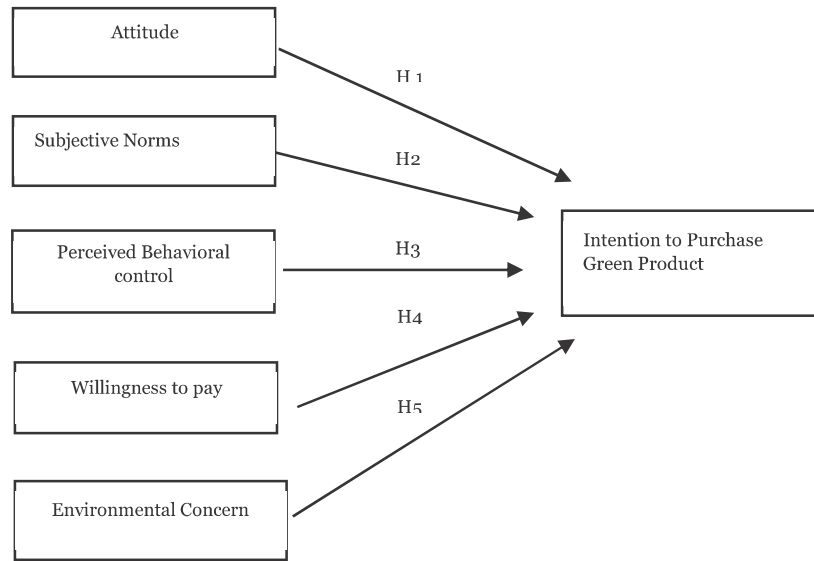 Attitude
H 1
Subjective Norms
H2
Perceived Behavioral
control
H3
Intention to Purchase
Green Product
H4
Willingness to pay
H5
Environmental Concern